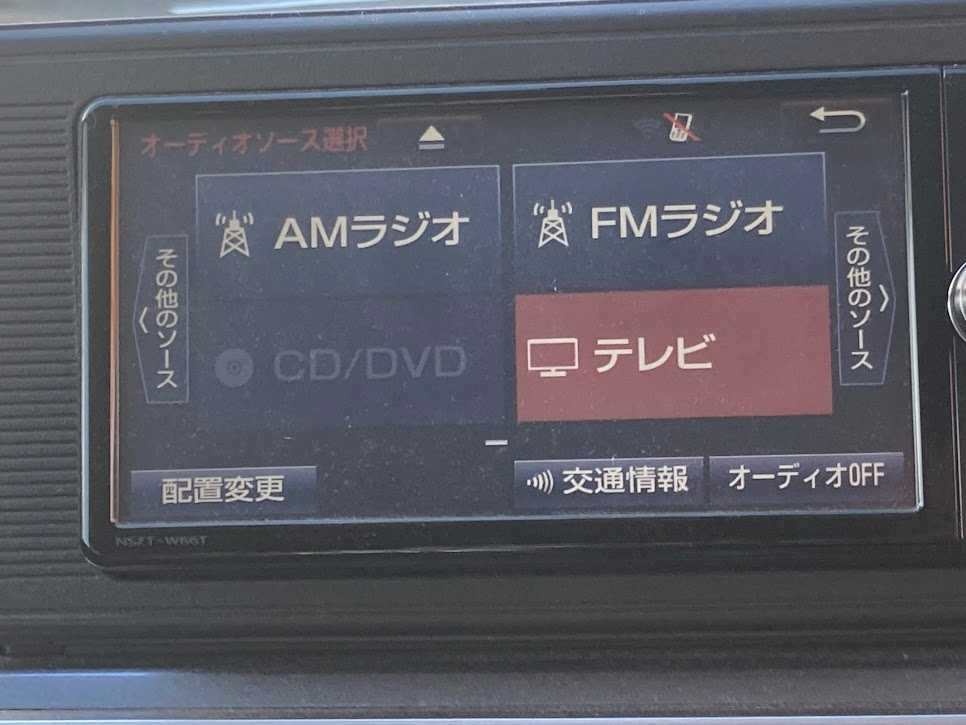 オーディオソース選択
AMラジオ
FMラジオ
その他のソース
その他のソース
CD/DVD
テレビ
配置変更
交通情報
オーディオOFF
NSZT-W66T